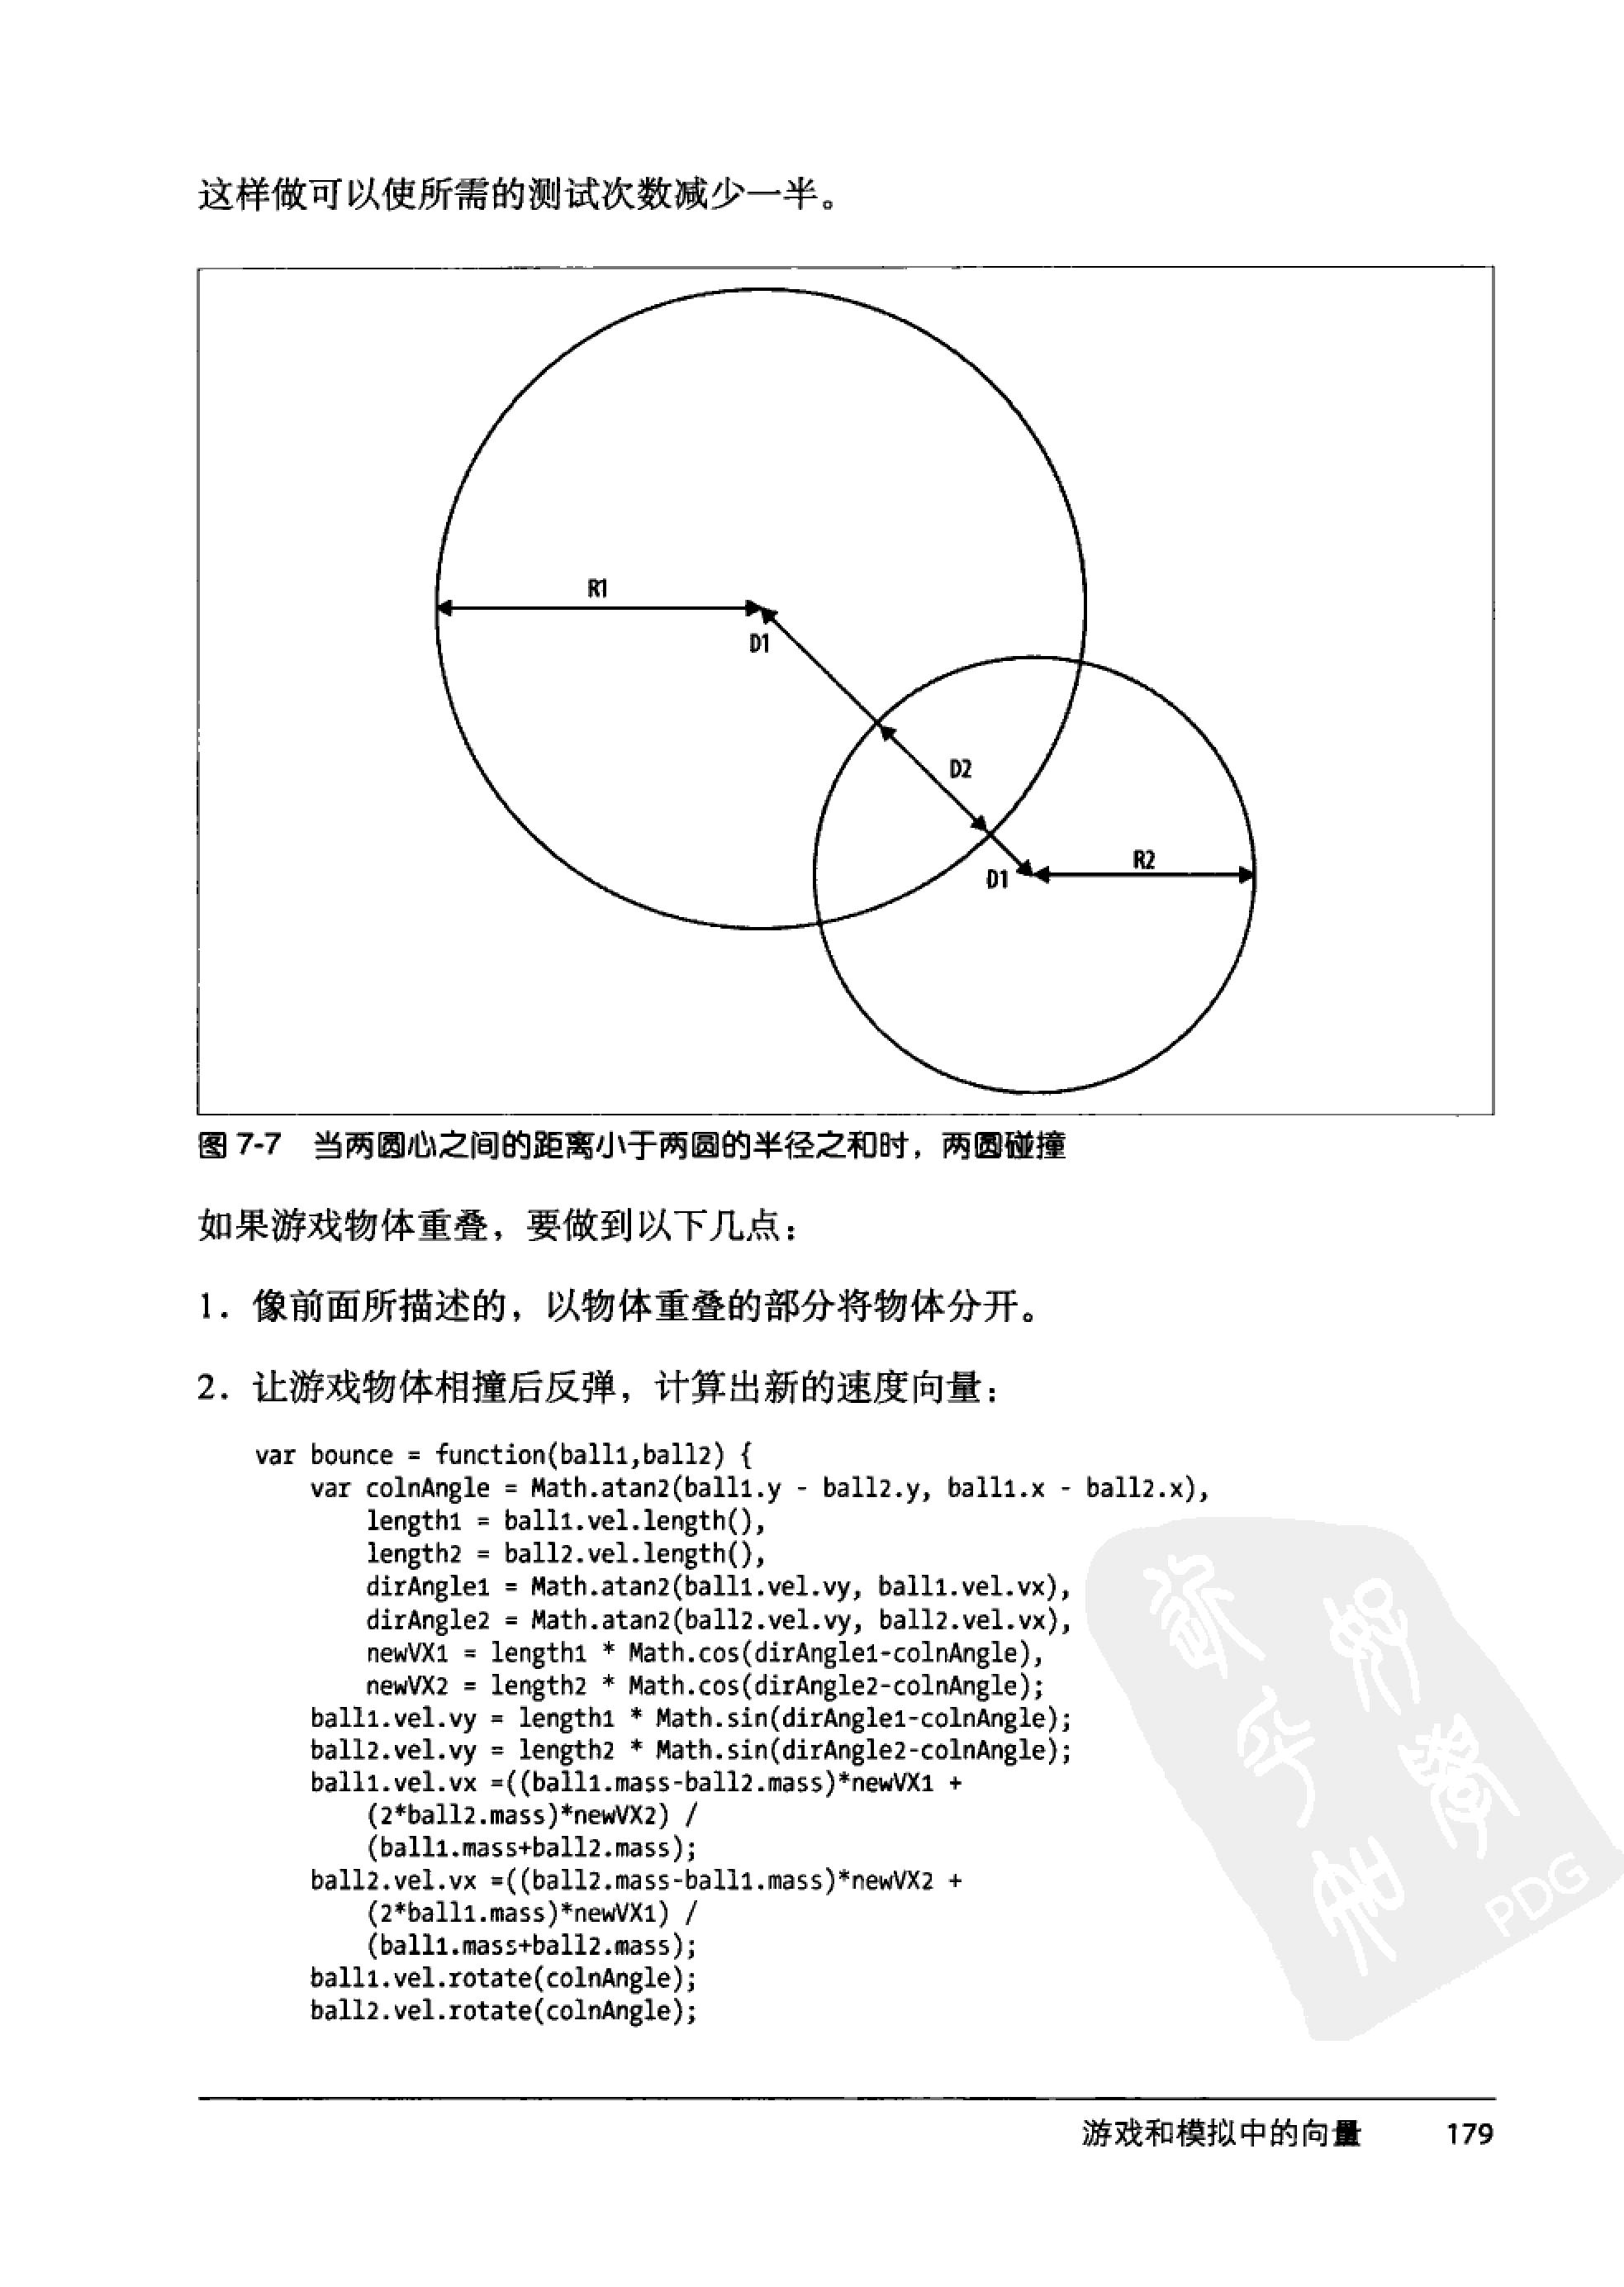 这样做可以使所需的测试次数减少一半。
R1
D1
D2
R2
D1
图 7-7 当两圆心之间的距离小于两圆的半径之和时，两圆碰撞
如果游戏物体重叠，要做到以下几点：
1. 像前面所描述的，以物体重叠的部分将物体分开。
2. 让游戏物体相撞后反弹，计算出新的速度向量：
var bounce = function(ball1,ball2) {
var colnAngle = Math.atan2(ball1.y - ball2.y, ball1.x - ball2.x),
length1 = ball1.vel.length(),
length2 = ball2.vel.length(),
dirAngle1 = Math.atan2(ball1.vel.vy, ball1.vel.vx),
dirAngle2 = Math.atan2(ball2.vel.vy, ball2.vel.vx),
newVX1 = length1 * Math.cos(dirAngle1-colnAngle),
newVX2 = length2 * Math.cos(dirAngle2-colnAngle);
ball1.vel.vy = length1 * Math.sin(dirAngle1-colnAngle);
ball2.vel.vy = length2 * Math.sin(dirAngle2-colnAngle);
ball1.vel.vx =((ball1.mass-ball2.mass)*newVX1 +
(2*ball2.mass)*newVX2) /
(ball1.mass+ball2.mass);
ball2.vel.vx =((ball2.mass-ball1.mass)*newVX2 +
(2*ball1.mass)*newVX1) /
(ball1.mass+ball2.mass);
ball1.vel.rotate(colnAngle);
ball2.vel.rotate(colnAngle);
PDG
游戏和模拟中的向量 179